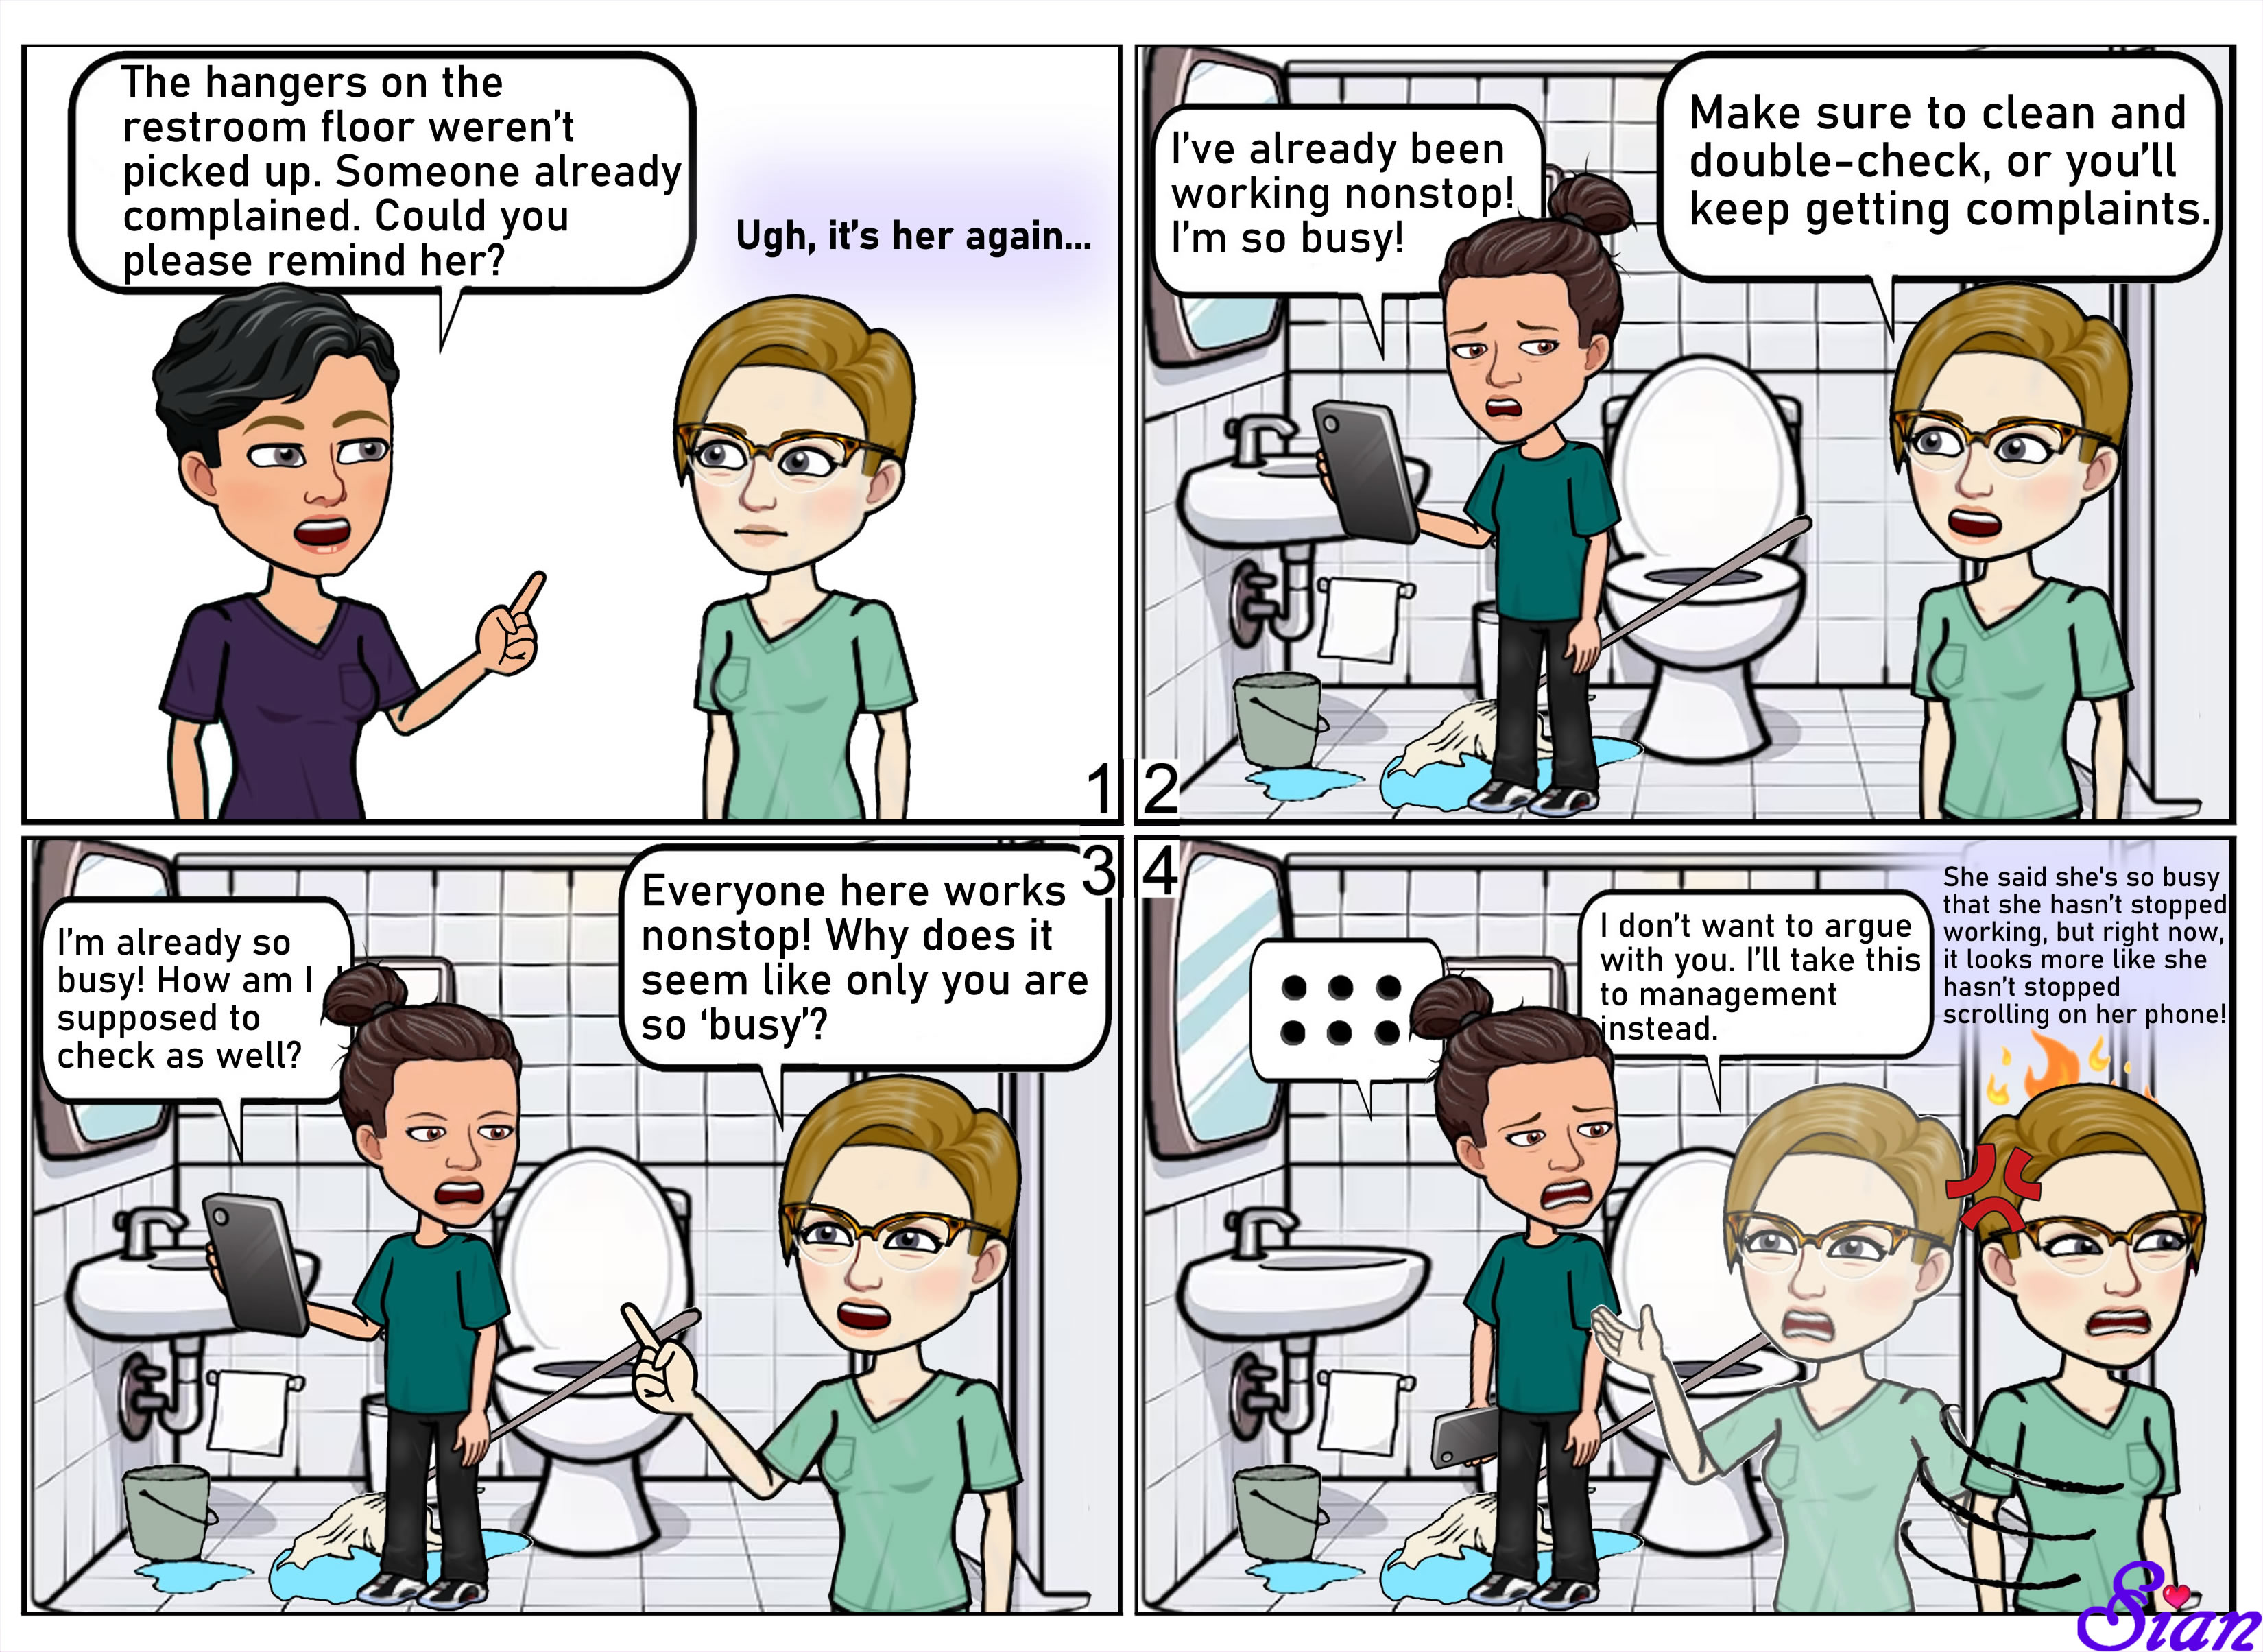 The hangers on the
restroom floor weren't
picked up. Someone already
complained. Could you
please remind her?
Ugh, it's her again...
1
I've already been
working nonstop!
I'm so busy!
Make sure to clean and
double-check, or you'll
keep getting complaints.
2
I'm already so
busy! How am I
supposed to
check as well?
Everyone here works
nonstop! Why does it
seem like only you are
so ‘busy’?
3
4
I don't want to argue
with you. I'll take this
to management
instead.
She said she's so busy
that she hasn't stopped
working, but right now,
it looks more like she
hasn't stopped
scrolling on her phone!
Sian